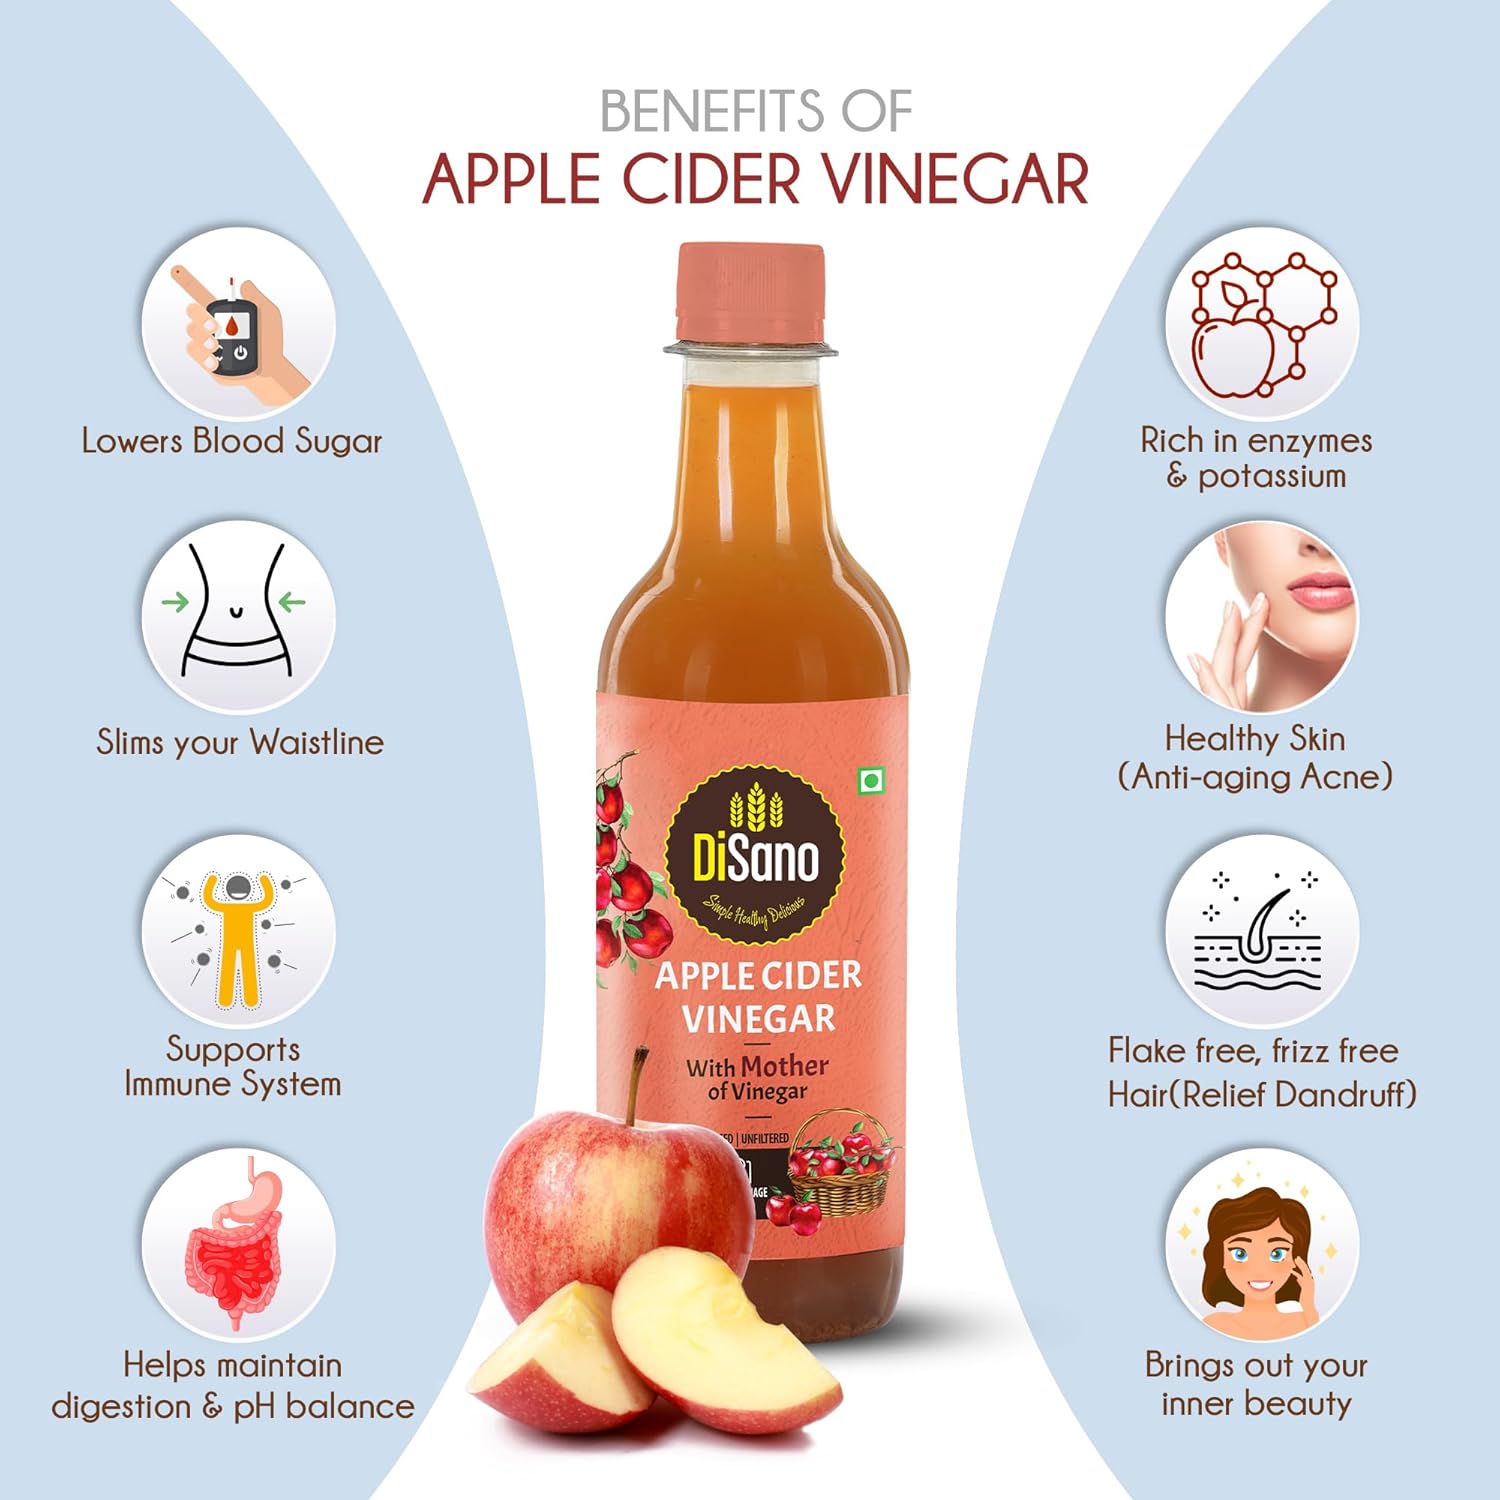 BENEFITS OF
APPLE CIDER VINEGAR
Lowers Blood Sugar
Slims your Waistline
Supports
Immune System
Helps maintain
digestion & pH balance
DiSano
Simple Healthy Delicious
APPLE CIDER
VINEGAR
With Mother
of Vinegar
| UNFILTERED
Rich in enzymes
& potassium
Healthy Skin
(Anti-aging Acne)
Flake free, frizz free
Hair(Relief Dandruff)
Brings out your
inner beauty